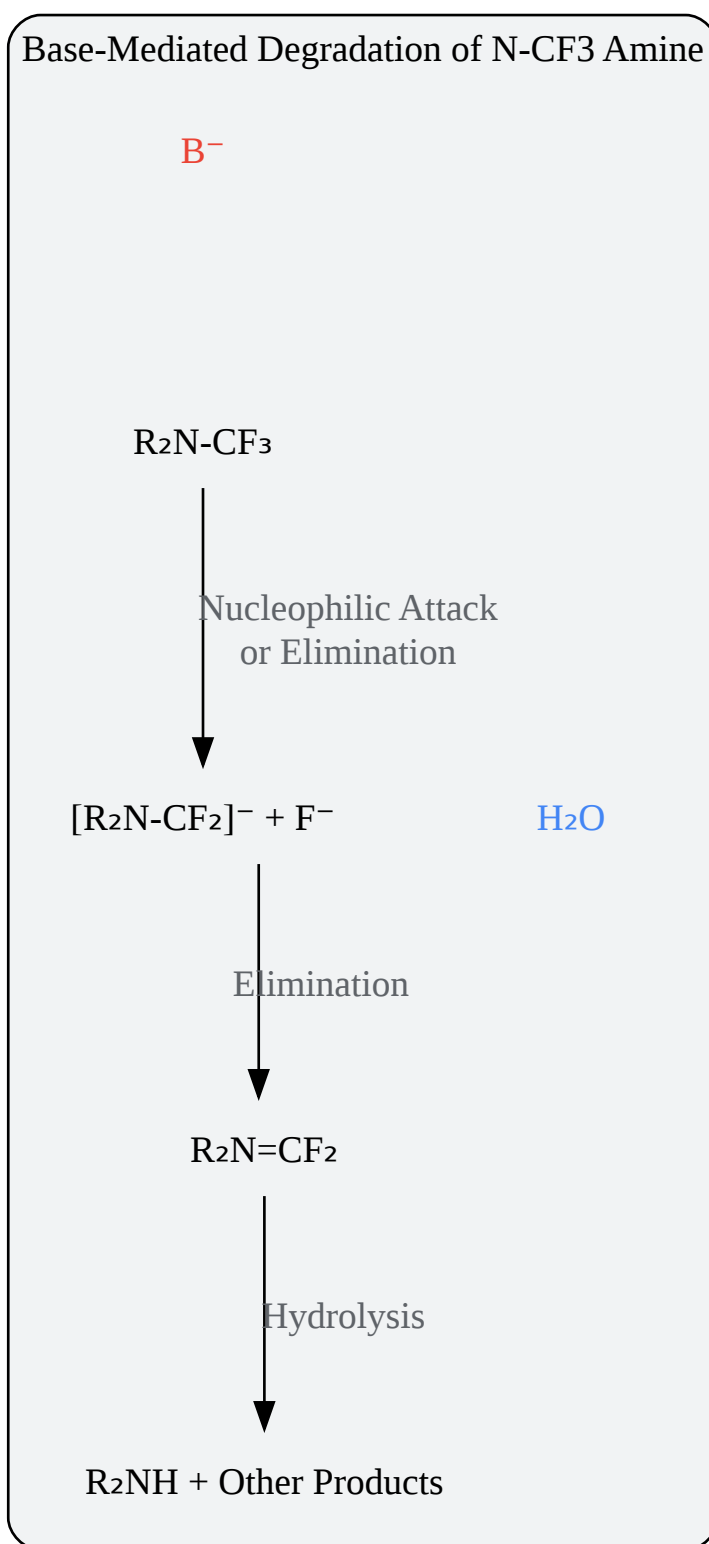 Base-Mediated Degradation of N-CF3 Amine
B⁻
R₂N-CF₃
Nucleophilic Attack
or Elimination
[R₂N-CF₂]⁻ + F⁻
H₂O
Elimination
R₂N=CF₂
Hydrolysis
R₂NH + Other Products